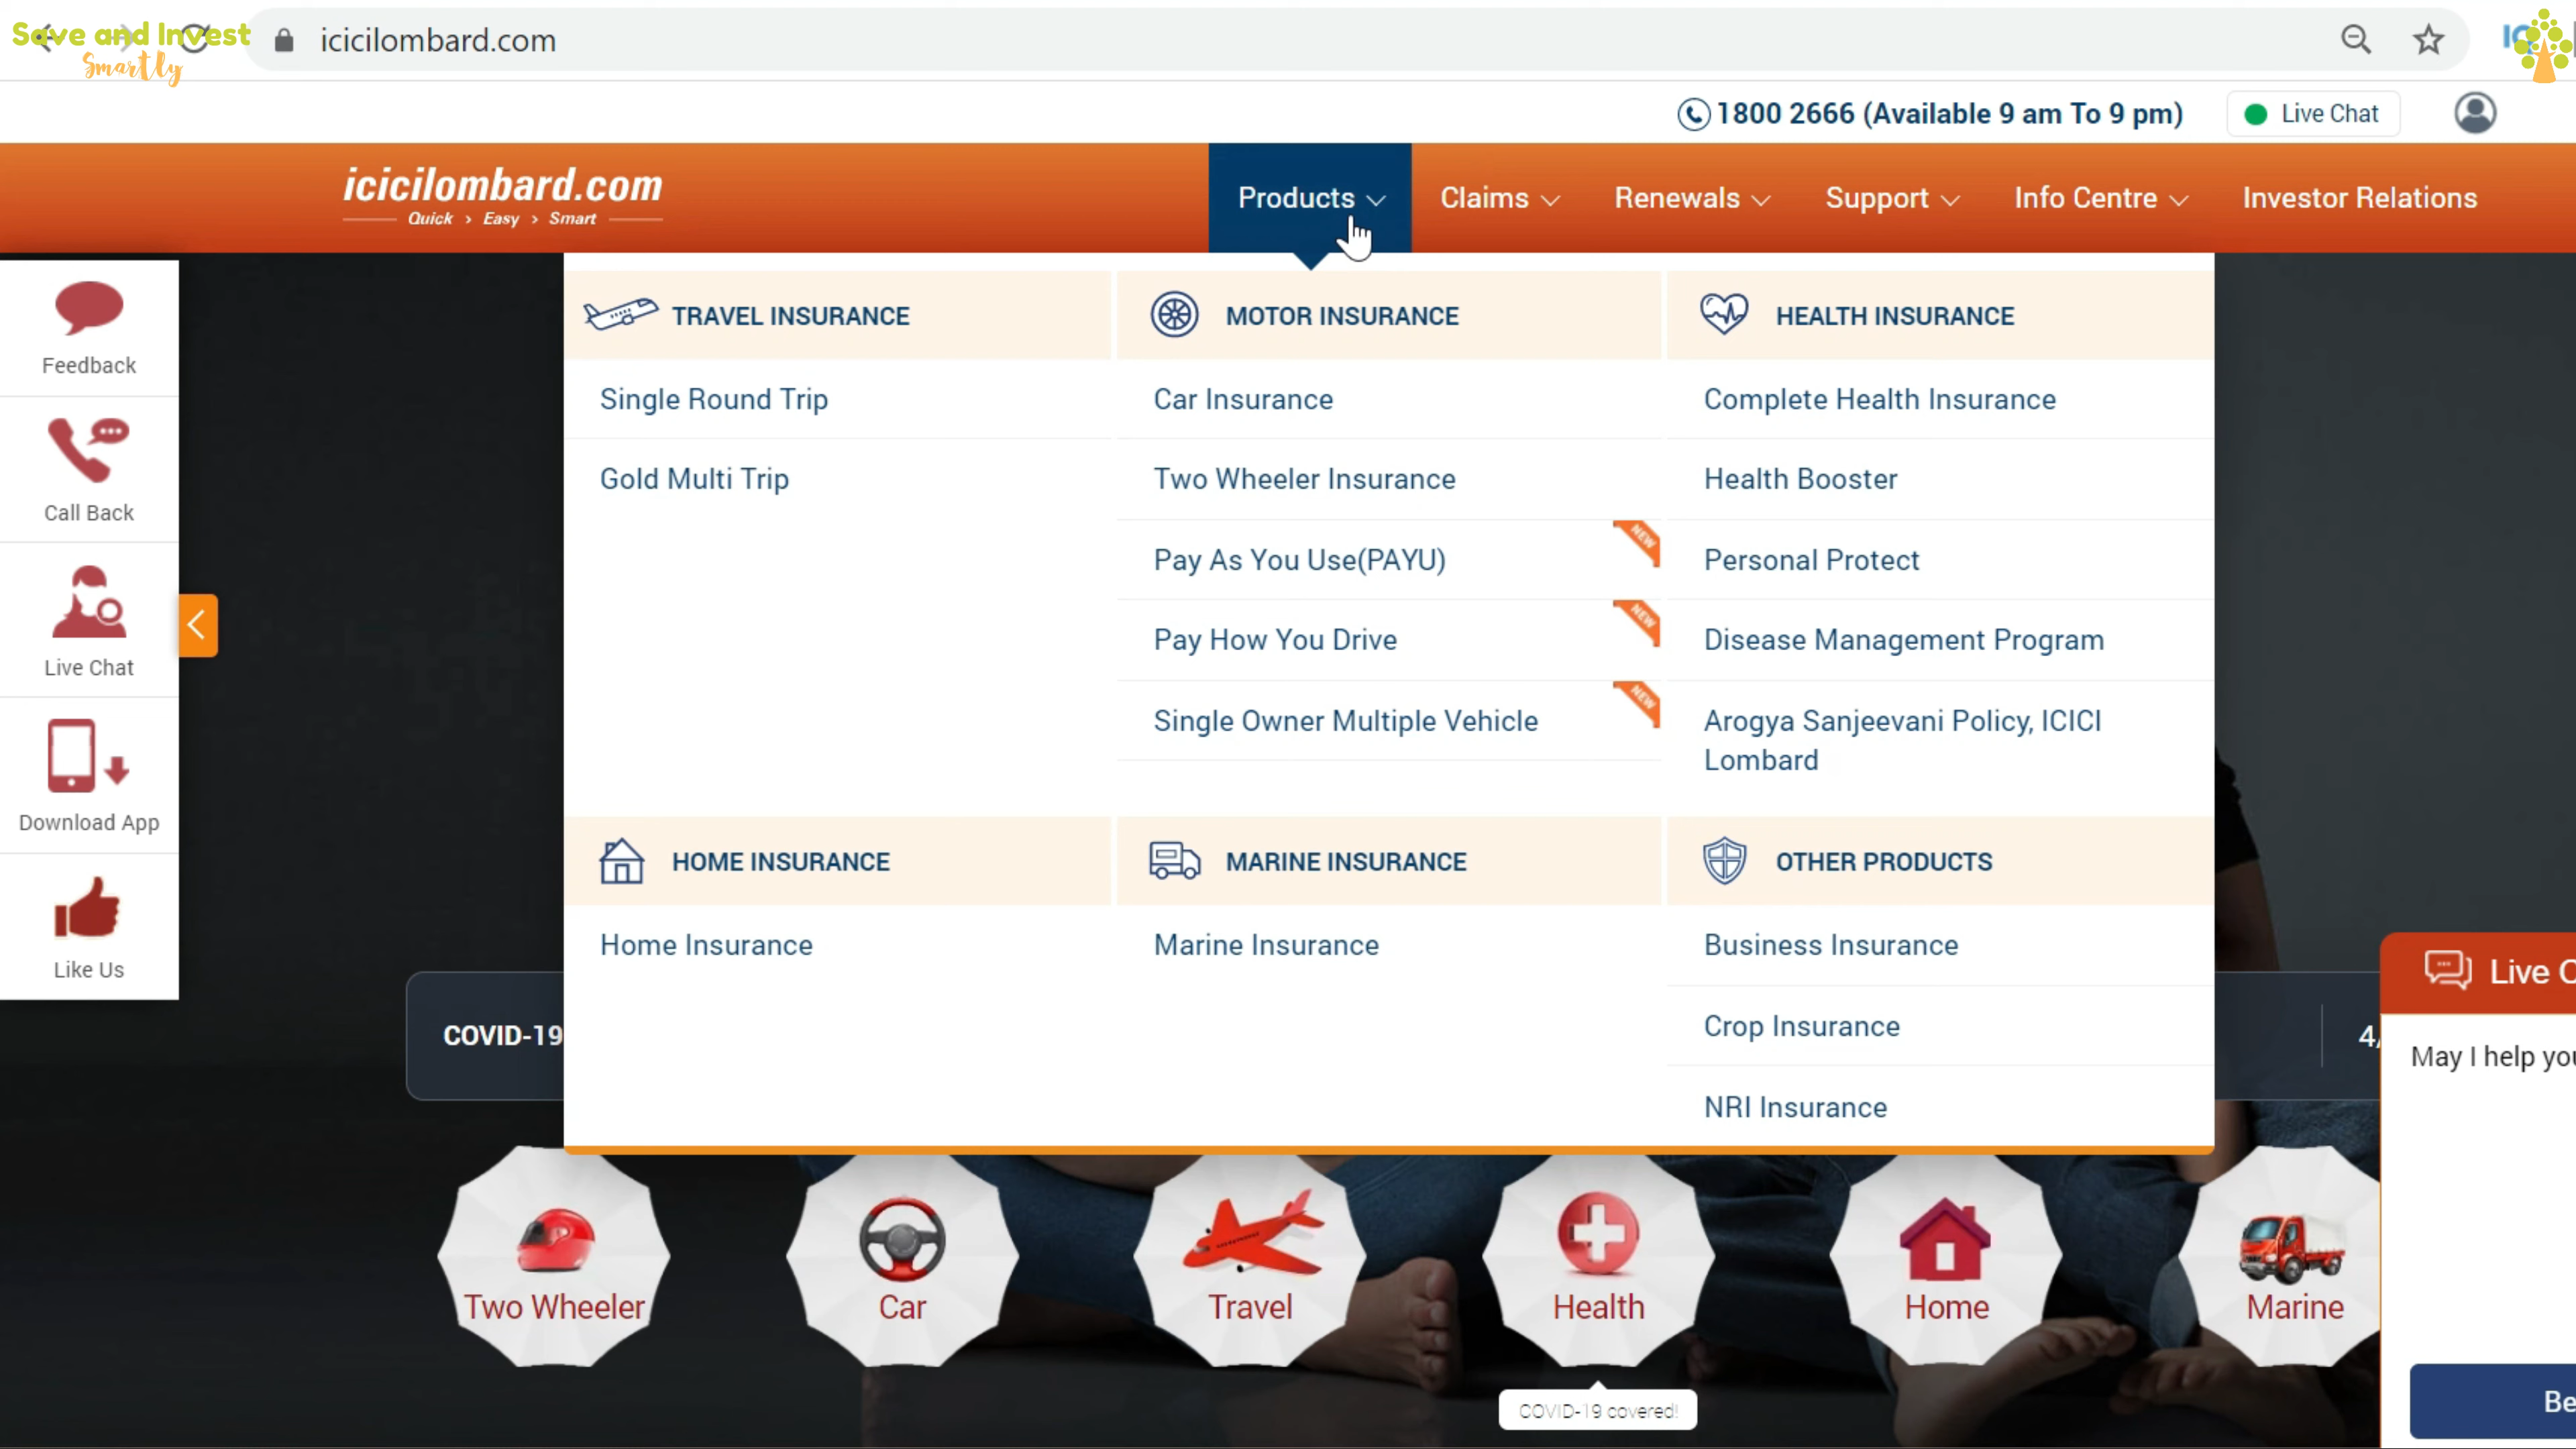 Save and Invest
Smartly
icicilombard.com
1800 2666 (Available 9 am To 9 pm)
Live Chat
icicilombard.com
Quick > Easy > Smart
Products
Claims
Renewals
Support
Info Centre
Investor Relations
Feedback
Call Back
Live Chat
Download App
Like Us
TRAVEL INSURANCE
Single Round Trip
Gold Multi Trip
MOTOR INSURANCE
Car Insurance
Two Wheeler Insurance
Pay As You Use(PAYU)
NEW
Pay How You Drive
NEW
Single Owner Multiple Vehicle
NEW
HEALTH INSURANCE
Complete Health Insurance
Health Booster
Personal Protect
Disease Management Program
Arogya Sanjeevani Policy, ICICI
Lombard
HOME INSURANCE
Home Insurance
MARINE INSURANCE
Marine Insurance
OTHER PRODUCTS
Business Insurance
Crop Insurance
NRI Insurance
COVID-19
Live
May I help
Two Wheeler
Car
Travel
Health
Home
Marine
COVID-19 covered!